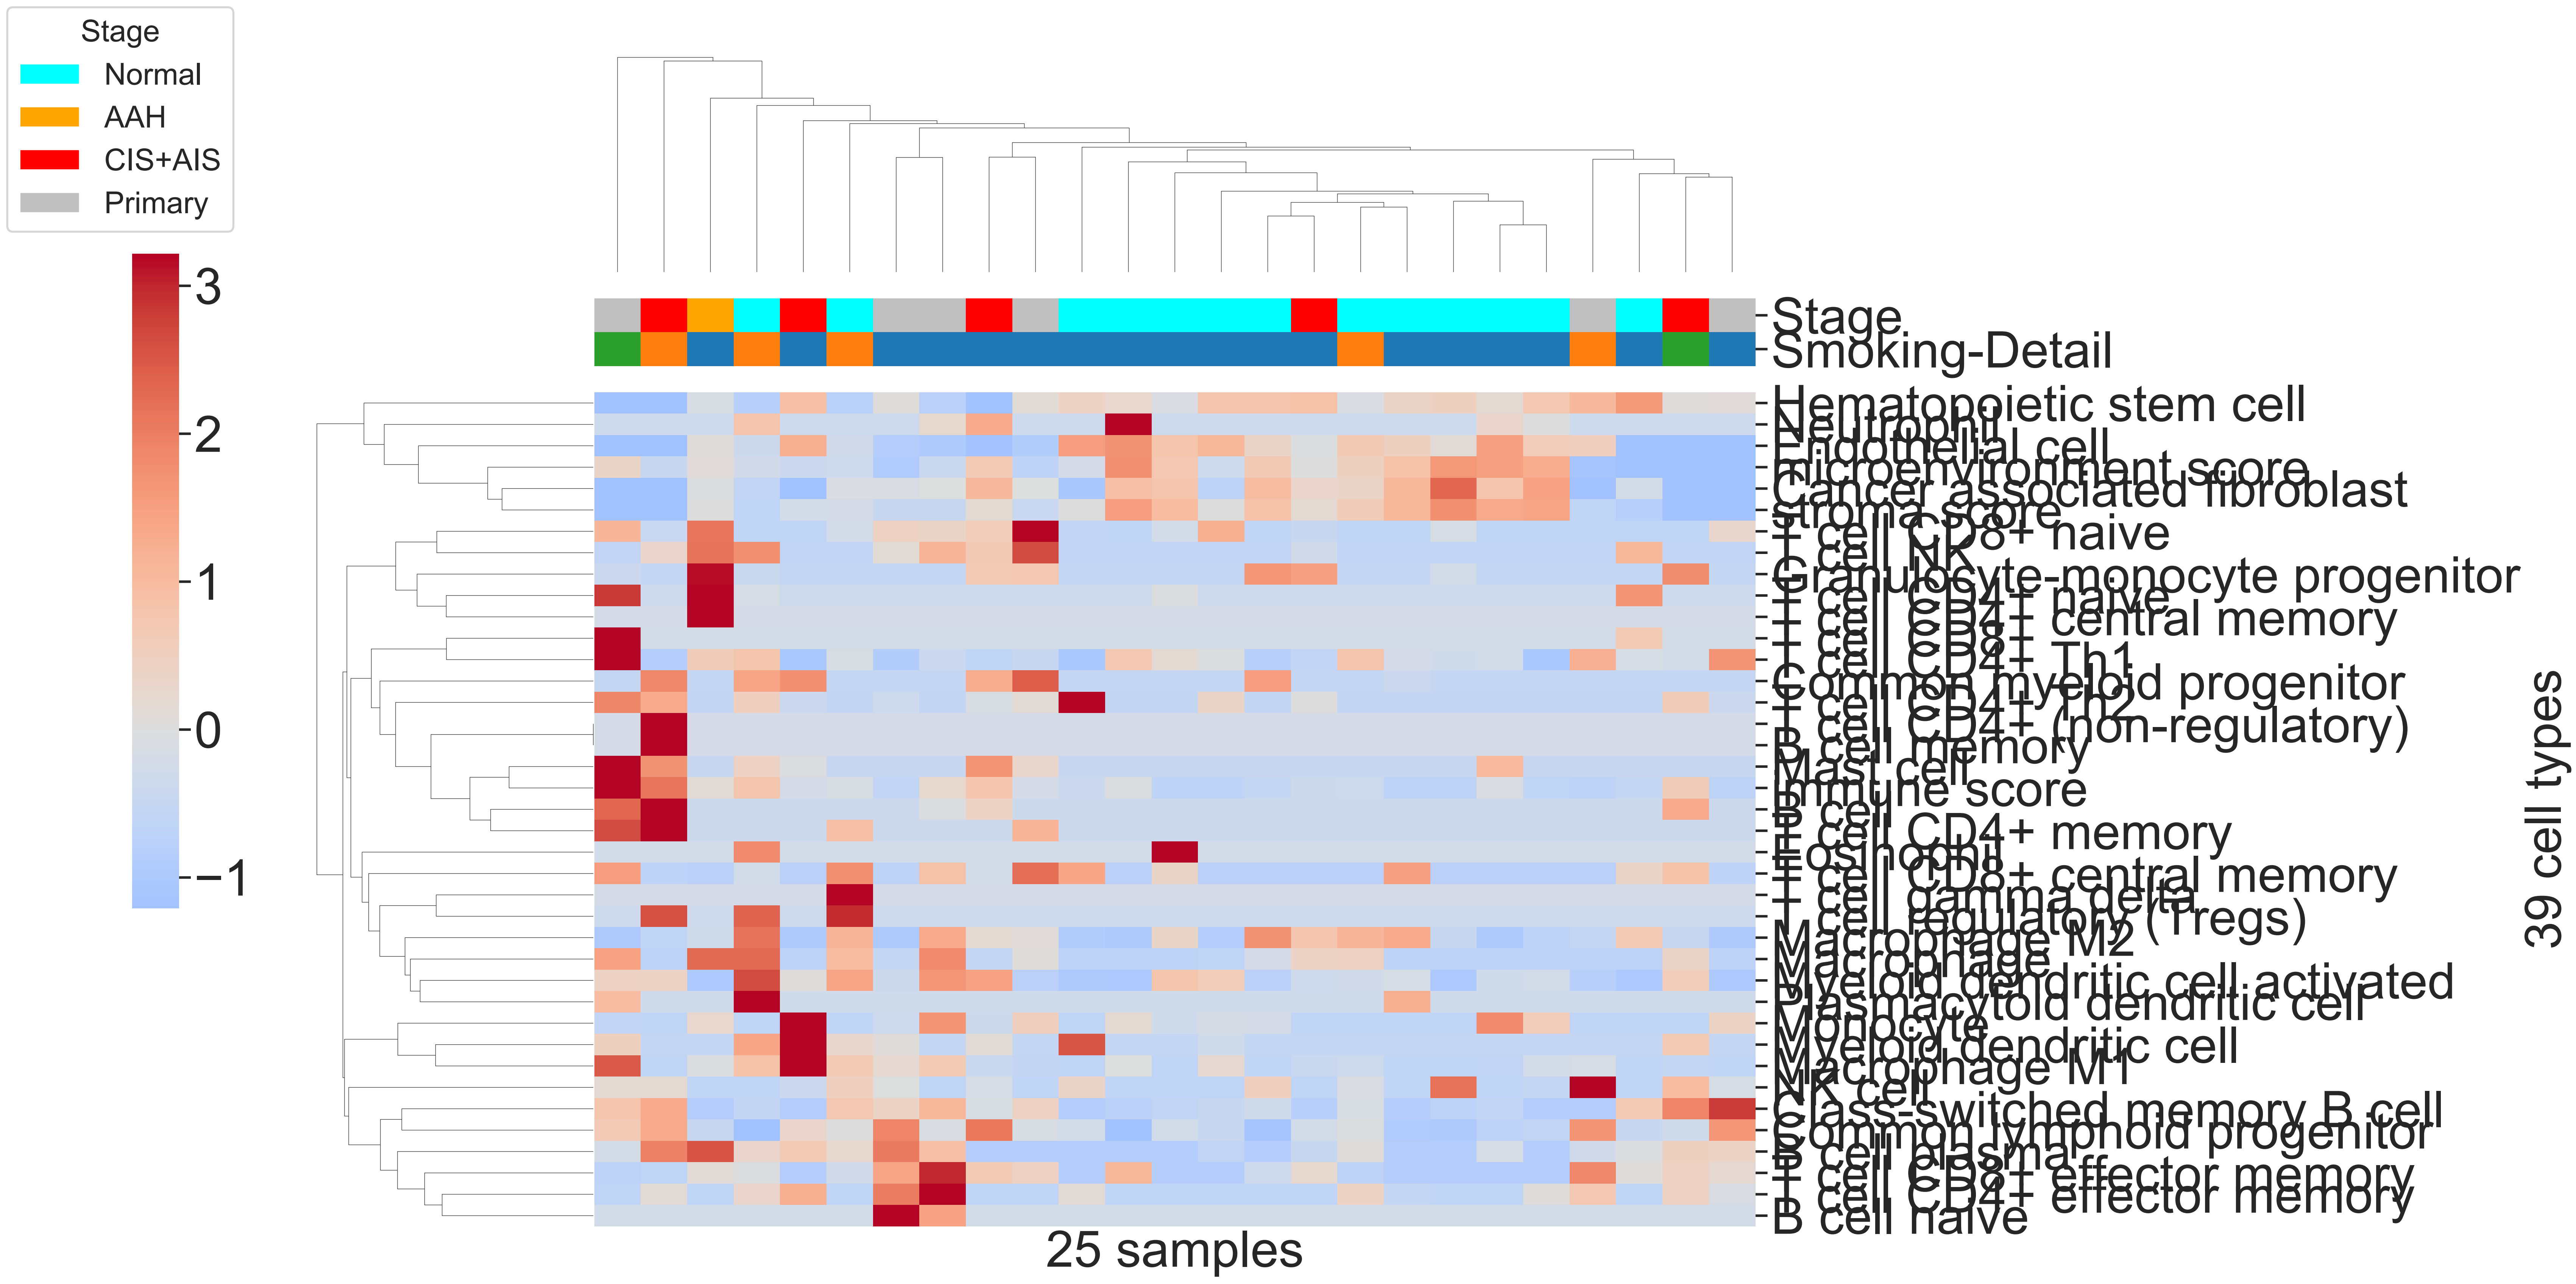 Stage
Normal
AAH
CIS+AIS
Primary
3
2
1
0
−1
Stage
Smoking-Detail
Hematopoietic stem cell
Neutrophil
Endothelial cell
microenvironment score
Cancer associated fibroblast
stroma score
T cell CD8+ naive
T cell NK
Granulocyte-monocyte progenitor
T cell CD4+ naive
T cell CD4+ central memory
T cell CD8+
T cell CD4+ Th1
Common myeloid progenitor
T cell CD4+ Th2
T cell CD4+ (non-regulatory)
B cell memory
Mast cell
immune score
B cell
T cell CD4+ memory
Eosinophil
T cell CD8+ central memory
T cell gamma delta
T cell regulatory (Tregs)
Macrophage M2
Macrophage
Myeloid dendritic cell activated
Plasmacytoid dendritic cell
Monocyte
Myeloid dendritic cell
Macrophage M1
NK cell
Class-switched memory B cell
Common lymphoid progenitor
B cell plasma
T cell CD8+ effector memory
T cell CD4+ effector memory
B cell naive
39 cell types
25 samples